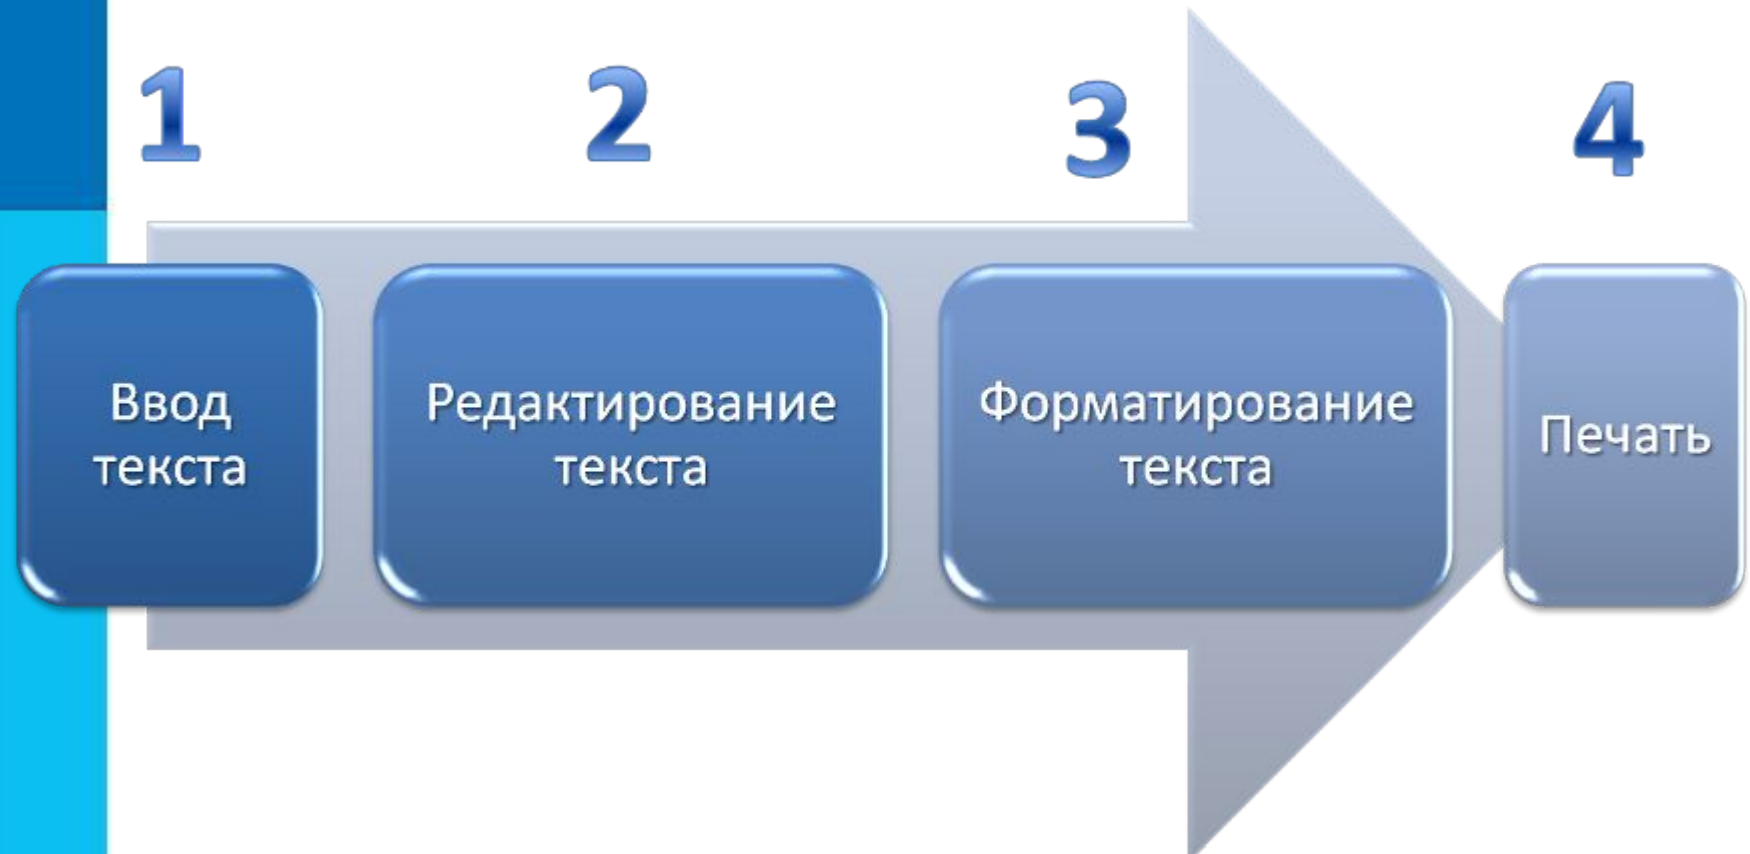 1
2
3
4
Ввод
текста
Редактирование
текста
Форматирование
текста
Печать